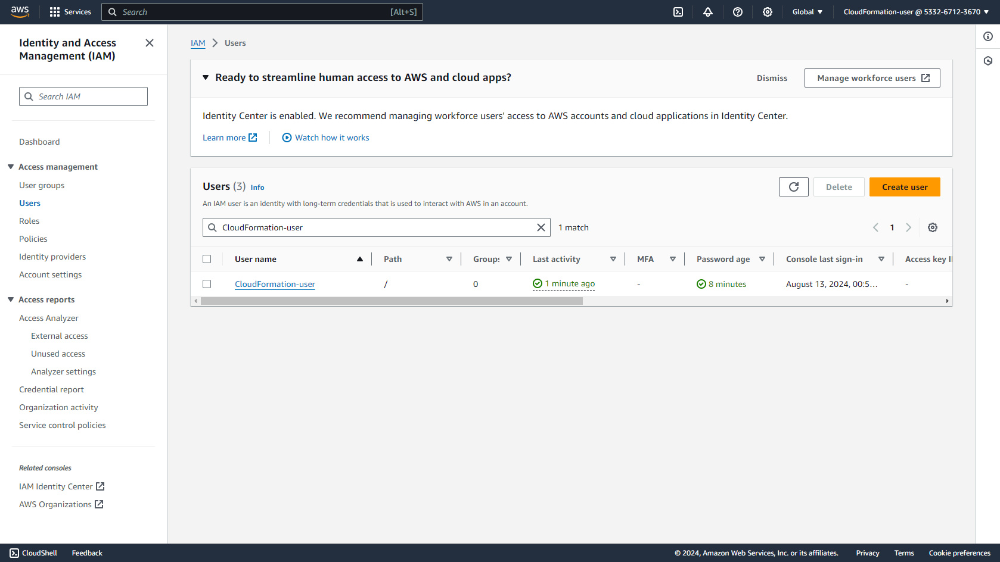 aws
Services
Search
[Alt+S]
Global
CloudFormation-user @ 5332-6712-3670
Identity and Access
Management (IAM)
Search IAM
Dashboard
Access management
User groups
Users
Roles
Policies
Identity providers
Account settings
Access reports
Access Analyzer
External access
Unused access
Analyzer settings
Credential report
Organization activity
Service control policies
Related consoles
IAM Identity Center
AWS Organizations
IAM > Users
Ready to streamline human access to AWS and cloud apps?
Dismiss
Manage workforce users
Identity Center is enabled. We recommend managing workforce users' access to AWS accounts and cloud applications in Identity Center.
Learn more
Watch how it works
Users (3) Info
Delete
Create user
An IAM user is an identity with long-term credentials that is used to interact with AWS in an account.
CloudFormation-user
1 match
1
User name
Path
Groups
Last activity
MFA
Password age
Console last sign-in
Access key I
CloudFormation-user
/
0
1 minute ago
-
8 minutes
August 13, 2024, 00:5...
-
CloudShell
Feedback
© 2024, Amazon Web Services, Inc. or its affiliates.
Privacy
Terms
Cookie preferences